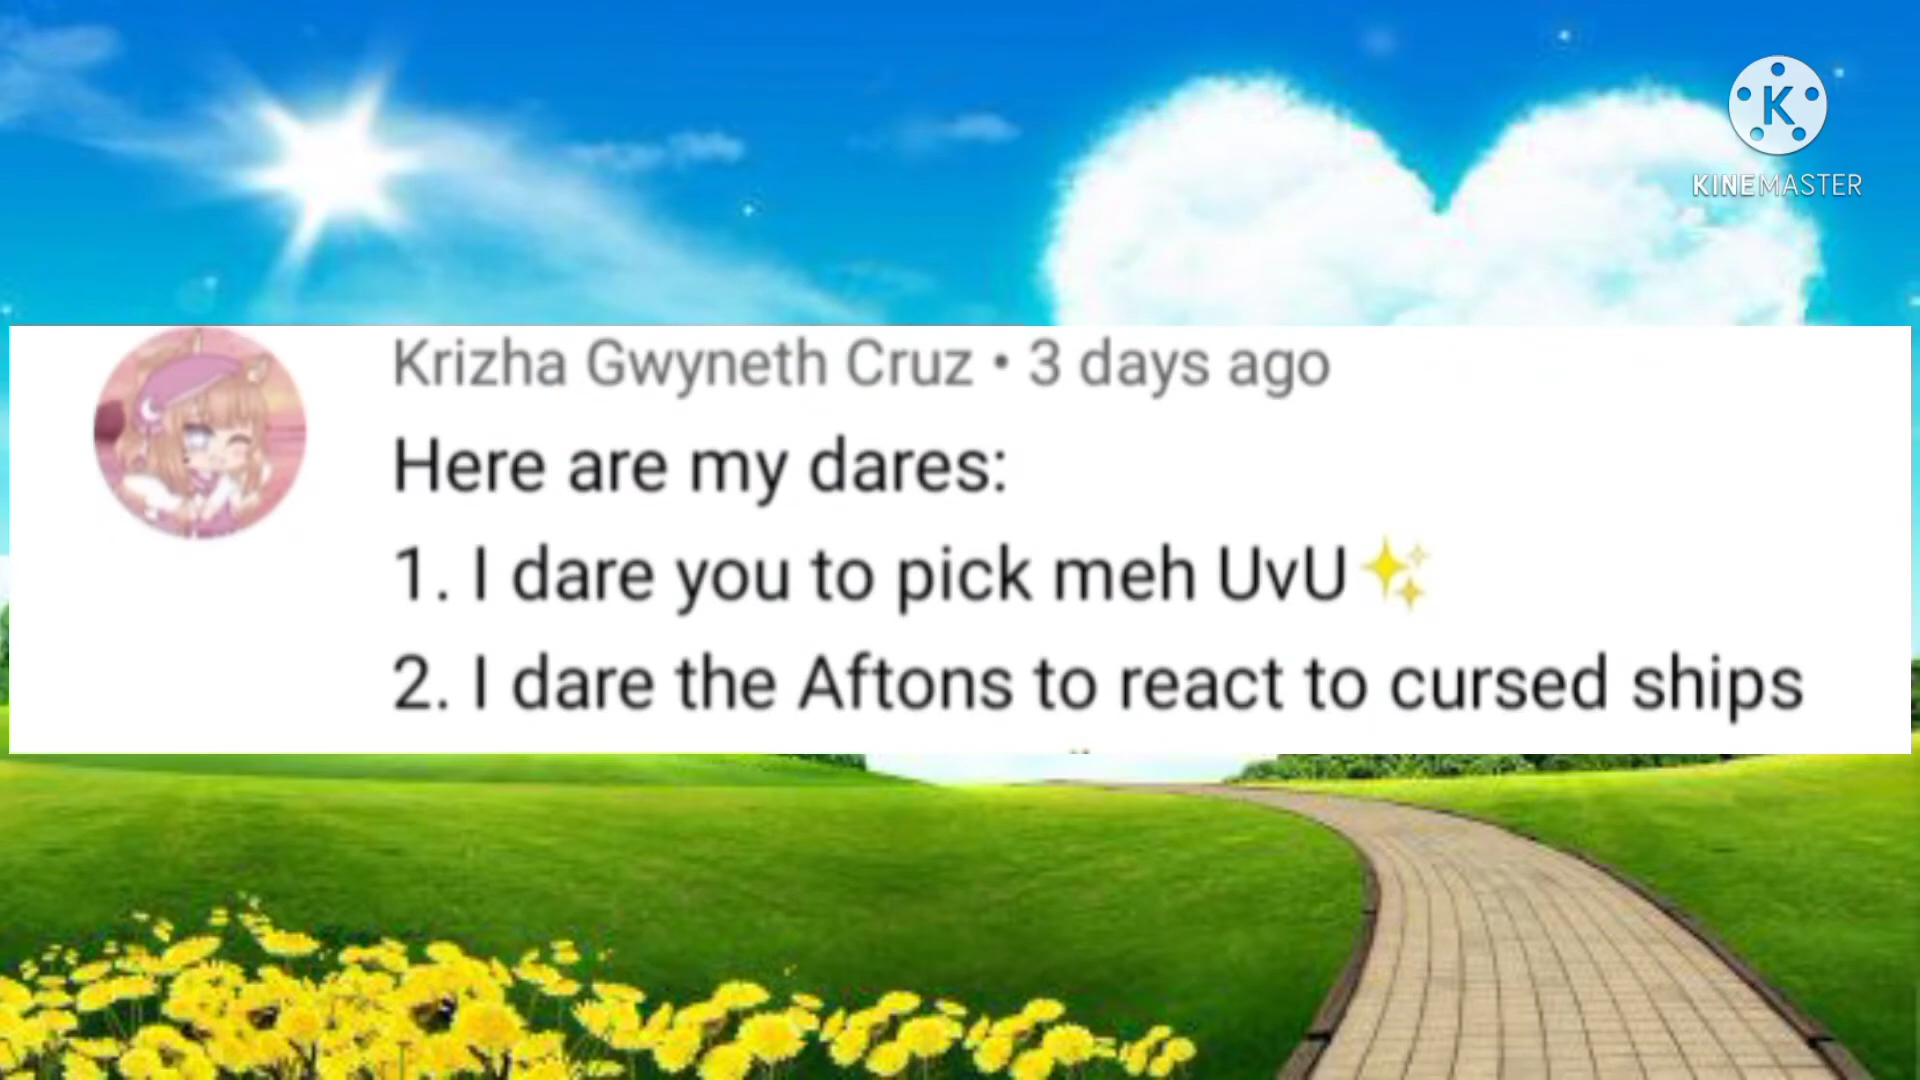 K
KINEMASTER
Krizha Gwyneth Cruz • 3 days ago
Here are my dares:
1. I dare you to pick meh UvU✨
2. I dare the Aftons to react to cursed ships